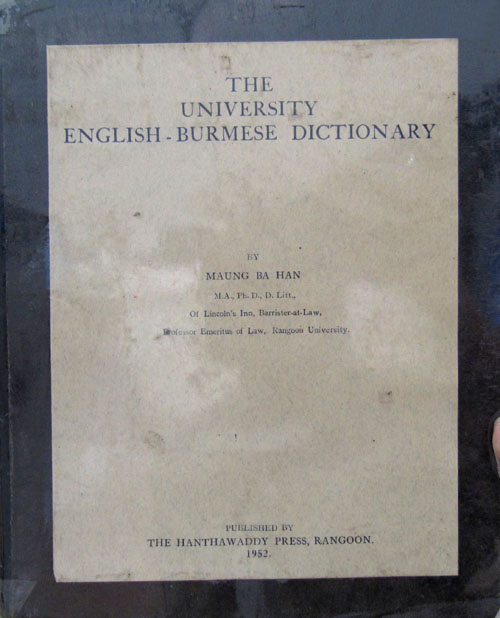 THE
UNIVERSITY
ENGLISH - BURMESE DICTIONARY
BY
MAUNG BA HAN
M.A., Ph. D., D. Litt.,
Of Lincoln's Inn, Barrister-at-Law,
Professor Emeritus of Law, Rangoon University.
PUBLISHED BY
THE HANTHAWADDY PRESS, RANGOON.
1952.